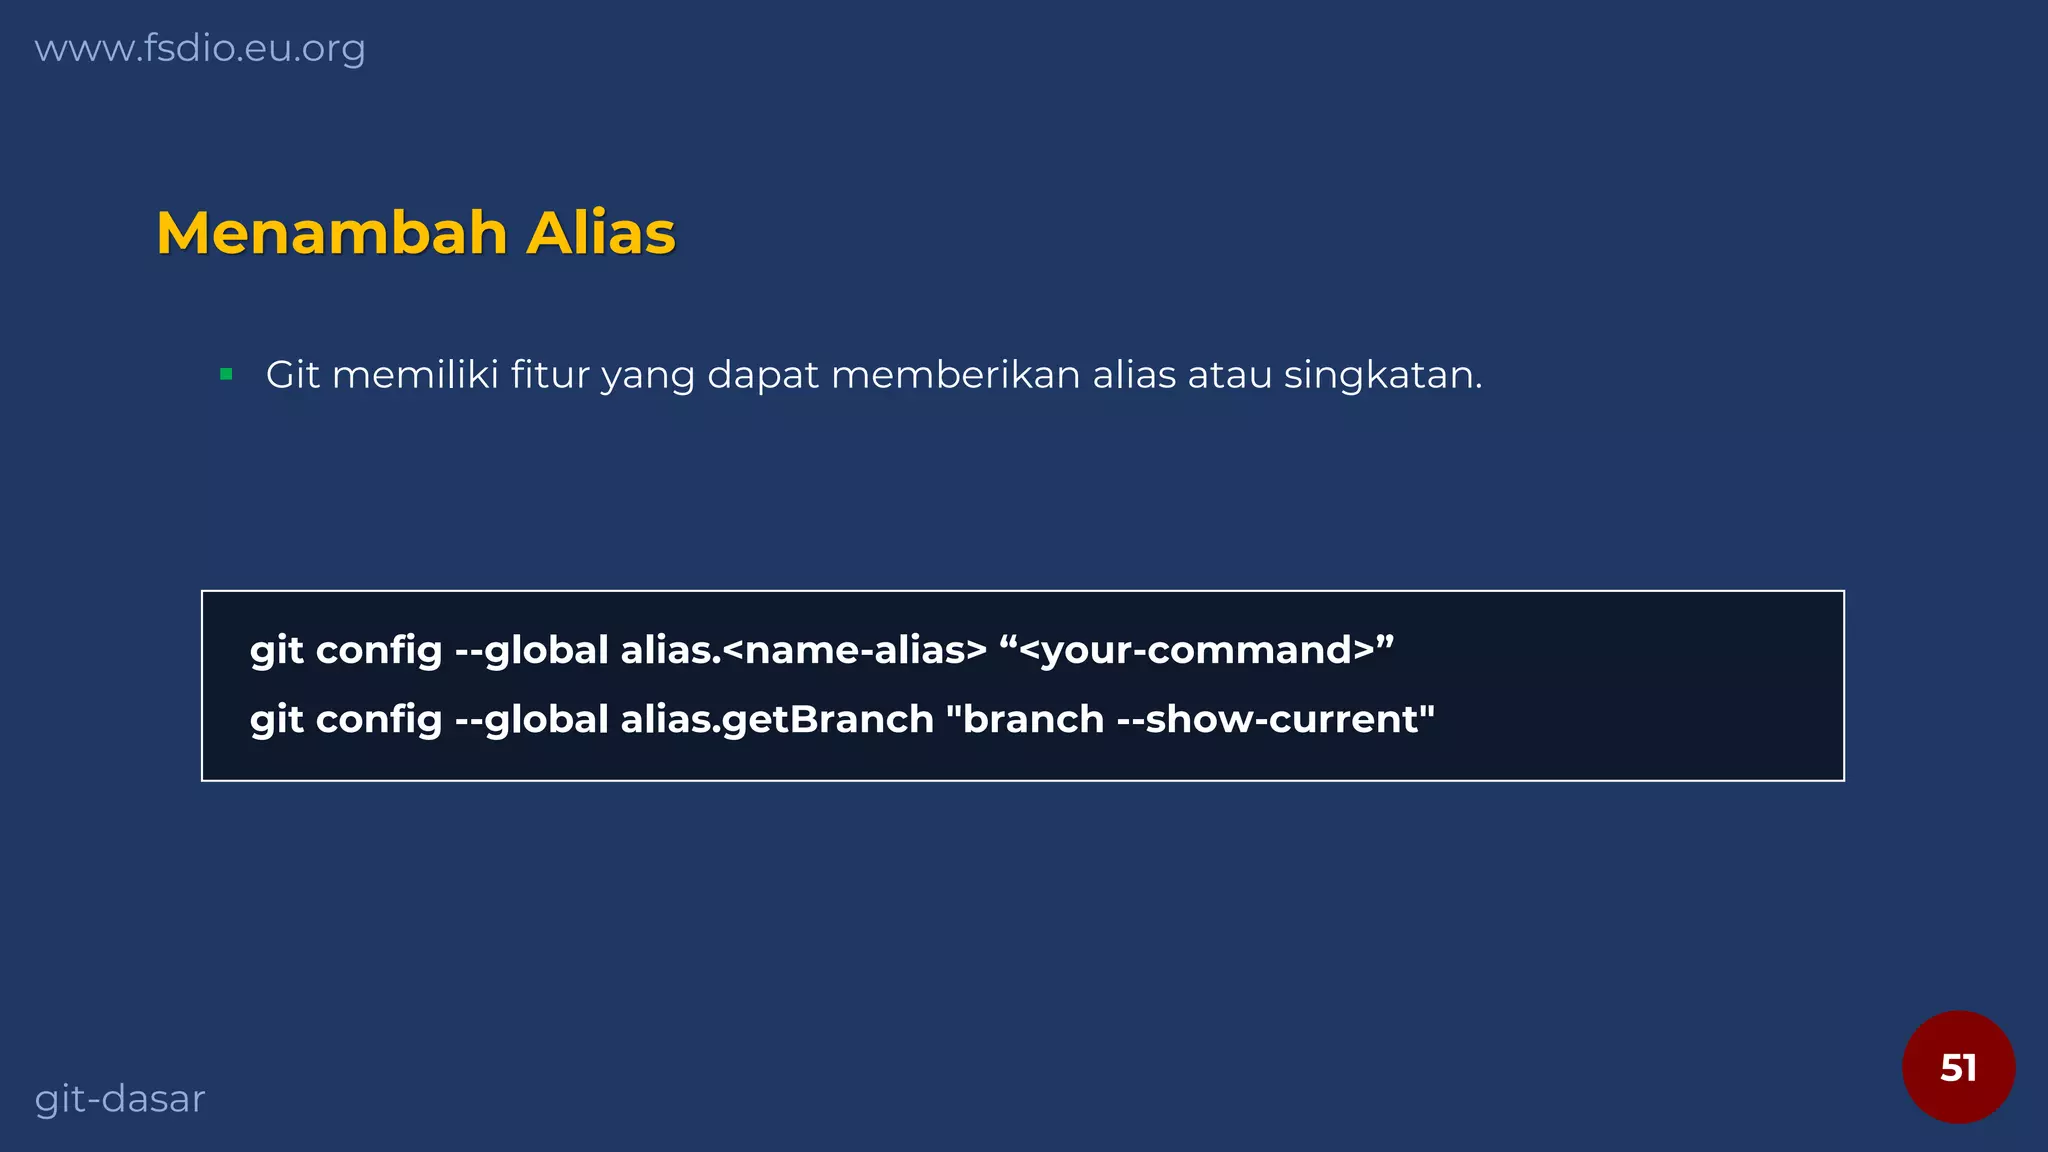 www.fsdio.eu.org
Menambah Alias
▪ Git memiliki fitur yang dapat memberikan alias atau singkatan.
git config --global alias.<name-alias> “<your-command>”
git config --global alias.getBranch "branch --show-current"
51
git-dasar